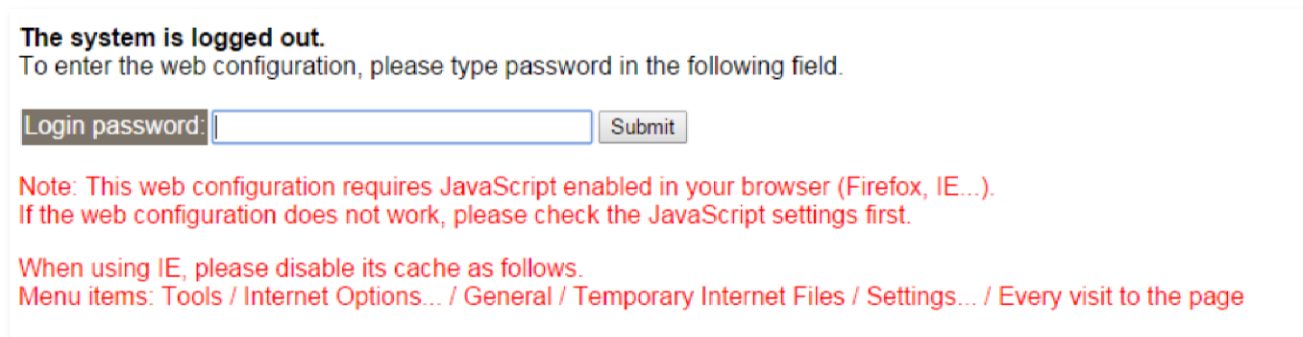 The system is logged out.
To enter the web configuration, please type password in the following field.
Login password: Submit
Note: This web configuration requires JavaScript enabled in your browser (Firefox, IE...).
If the web configuration does not work, please check the JavaScript settings first.
When using IE, please disable its cache as follows.
Menu items: Tools / Internet Options... / General / Temporary Internet Files / Settings... / Every visit to the page